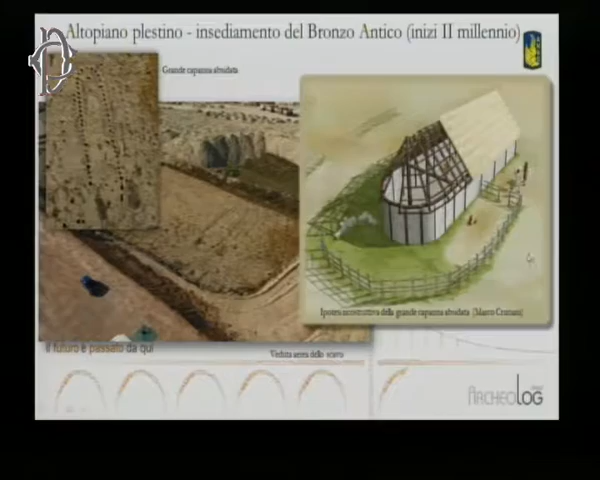 Altopiano plestino - insediamento del Bronzo Antico (inizi II millennio)
Grande capanna absidata
Ipotesi ricostruttiva della grande capanna absidata (Marco Cruciani)
Il futuro è passato da qui
Veduta aerea dello scavo
ARCHEOLOG